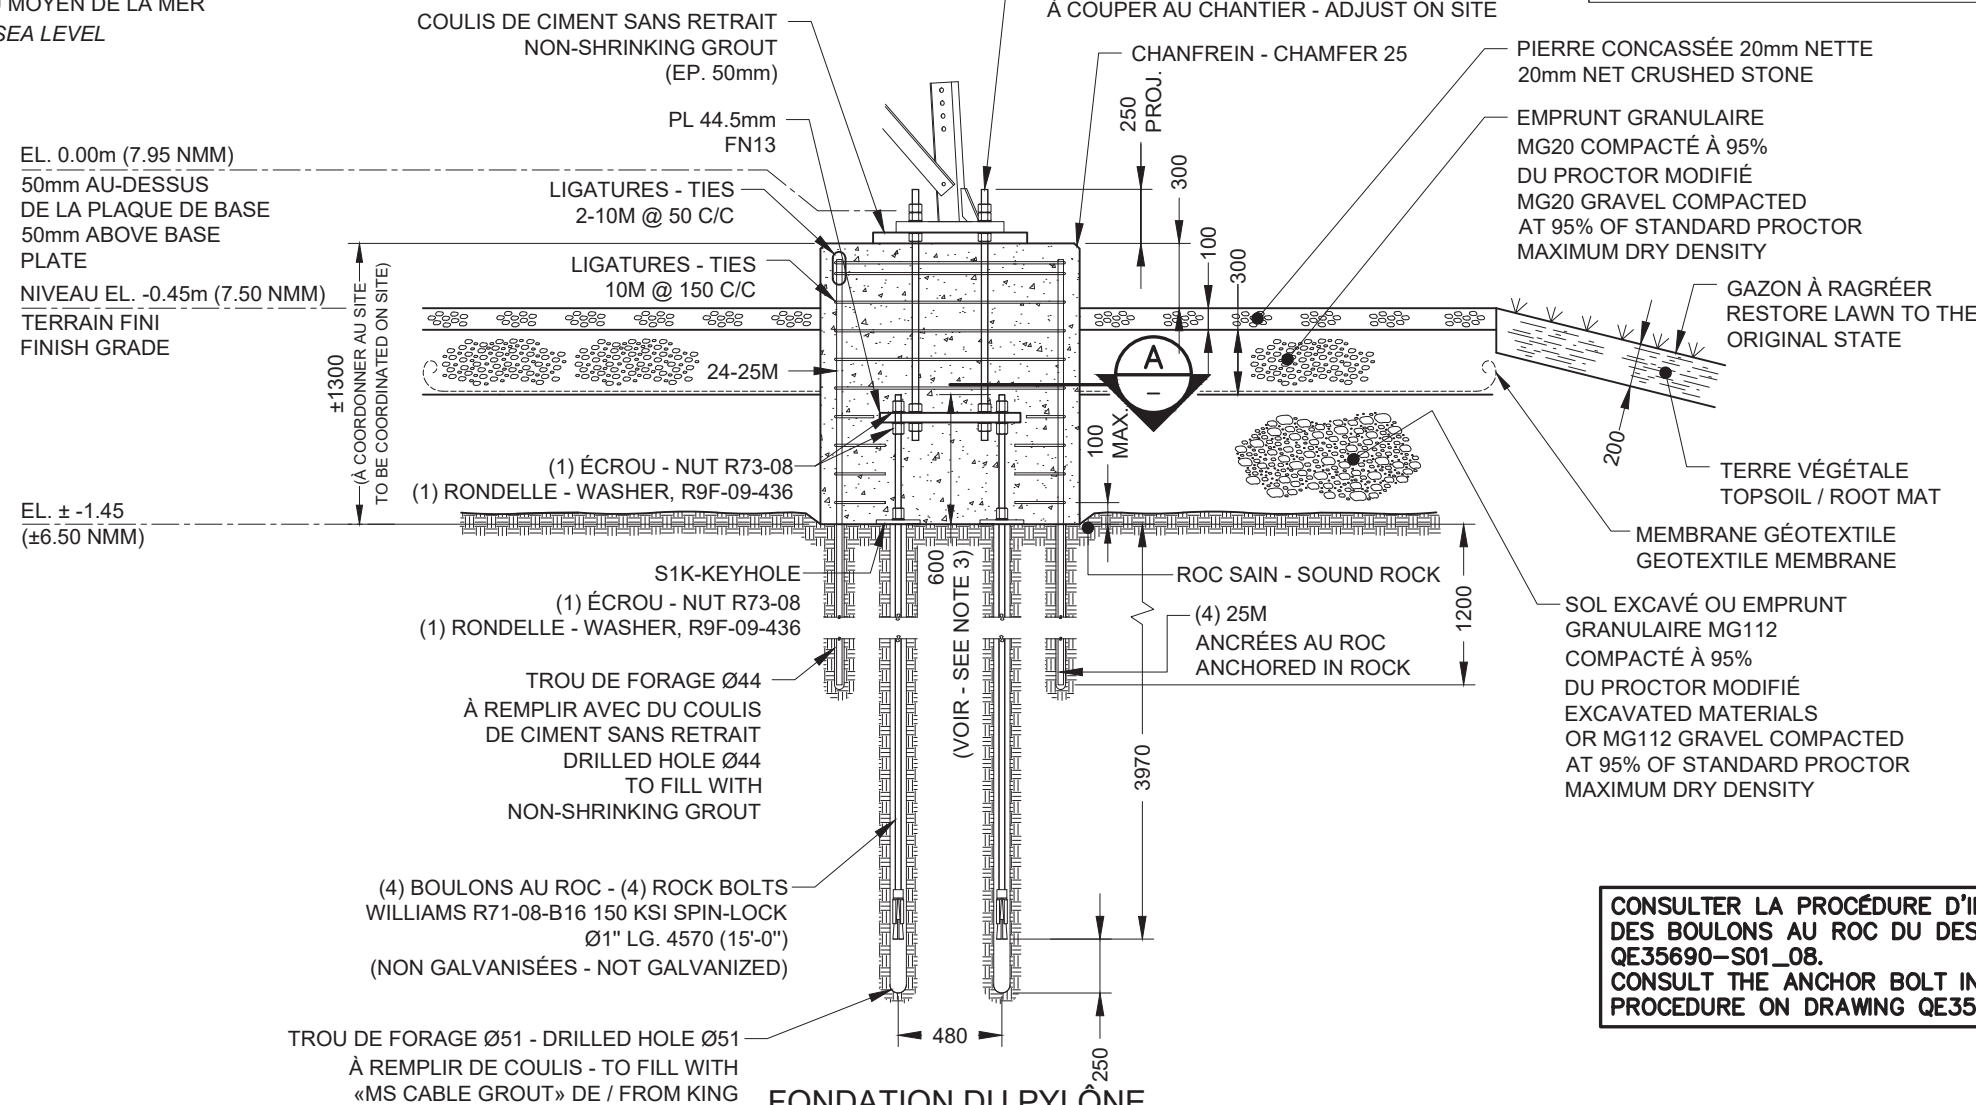 MOYEN DE LA MER
SEA LEVEL
COULIS DE CIMENT SANS RETRAIT
NON-SHRINKING GROUT
(EP. 50mm)
À COUPER AU CHANTIER - ADJUST ON SITE
CHANFREIN - CHAMFER 25
PIERRE CONCASSÉE 20mm NETTE
20mm NET CRUSHED STONE
PL 44.5mm
FN13
250
PROJ.
EMPRUNT GRANULAIRE
MG20 COMPACTÉ À 95%
DU PROCTOR MODIFIÉ
MG20 GRAVEL COMPACTED
AT 95% OF STANDARD PROCTOR
MAXIMUM DRY DENSITY
EL. 0.00m (7.95 NMM)
50mm AU-DESSUS
DE LA PLAQUE DE BASE
50mm ABOVE BASE
PLATE
LIGATURES - TIES
2-10M @ 50 C/C
300
100
300
LIGATURES - TIES
10M @ 150 C/C
NIVEAU EL. -0.45m (7.50 NMM)
TERRAIN FINI
FINISH GRADE
±1300
(À COORDONNER AU SITE
TO BE COORDINATED ON SITE)
GAZON À RAGRÉER
RESTORE LAWN TO THE
ORIGINAL STATE
24-25M
A
-
100
MAX.
200
TERRE VÉGÉTALE
TOPSOIL / ROOT MAT
(1) ÉCROU - NUT R73-08
(1) RONDELLE - WASHER, R9F-09-436
EL. ± -1.45
(±6.50 NMM)
MEMBRANE GÉOTEXTILE
GEOTEXTILE MEMBRANE
S1K-KEYHOLE
(1) ÉCROU - NUT R73-08
(1) RONDELLE - WASHER, R9F-09-436
600
(VOIR - SEE NOTE 3)
ROC SAIN - SOUND ROCK
(4) 25M
ANCRÉES AU ROC
ANCHORED IN ROCK
1200
SOL EXCAVÉ OU EMPRUNT
GRANULAIRE MG112
COMPACTÉ À 95%
DU PROCTOR MODIFIÉ
EXCAVATED MATERIALS
OR MG112 GRAVEL COMPACTED
AT 95% OF STANDARD PROCTOR
MAXIMUM DRY DENSITY
TROU DE FORAGE Ø44
À REMPLIR AVEC DU COULIS
DE CIMENT SANS RETRAIT
DRILLED HOLE Ø44
TO FILL WITH
NON-SHRINKING GROUT
3970
(4) BOULONS AU ROC - (4) ROCK BOLTS
WILLIAMS R71-08-B16 150 KSI SPIN-LOCK
Ø1" LG. 4570 (15'-0")
(NON GALVANISÉES - NOT GALVANIZED)
CONSULTER LA PROCÉDURE
DES BOULONS AU ROC DU
QE35690-S01_08.
CONSULT THE ANCHOR BOLT
PROCEDURE ON DRAWING
TROU DE FORAGE Ø51 - DRILLED HOLE Ø51
À REMPLIR DE COULIS - TO FILL WITH
«MS CABLE GROUT» DE / FROM KING
480
250
FONDATION DU PYLÔNE